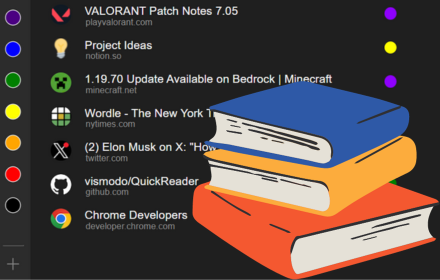 VALORANT Patch Notes 7.05
playvalorant.com
Project Ideas
notion.so
1.19.70 Update Available on Bedrock | Minecraft
minecraft.net
Wordle - The New York T
nytimes.com
(2) Elon Musk on X: "How
twitter.com
vismodo/QuickReader
github.com
Chrome Developers
developer.chrome.com